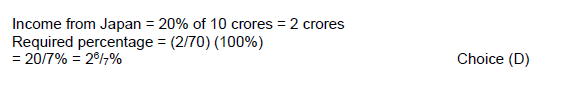 Income from Japan = 20% of 10 crores = 2 crores
Required percentage = (2/70) (100%)
= 20/7% = 2⁶/₇% Choice (D)